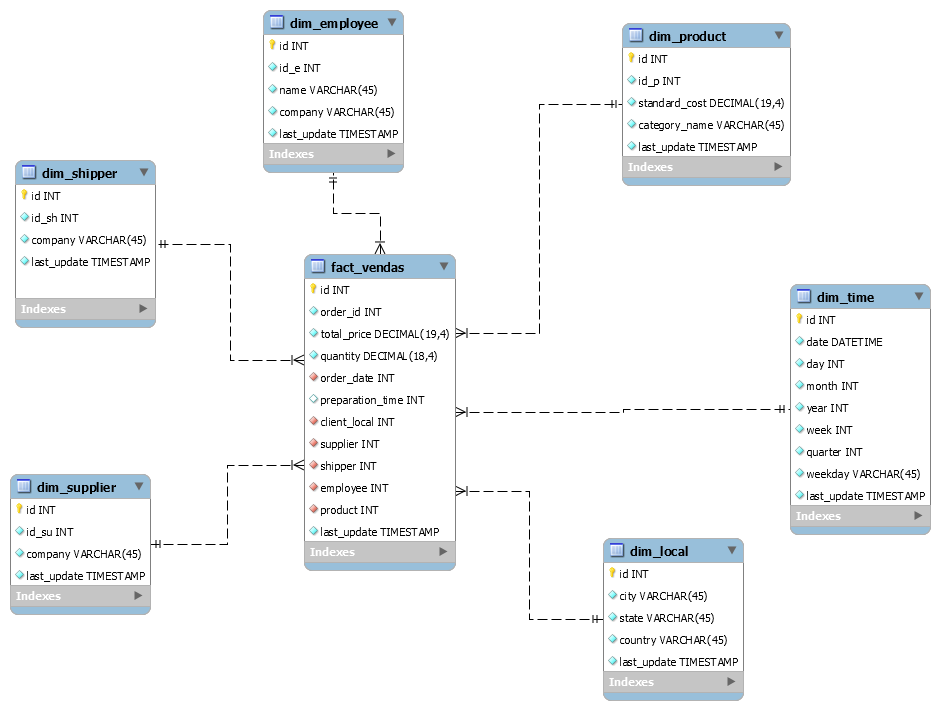 dim_employee
id INT
id_e INT
name VARCHAR(45)
company VARCHAR(45)
last_update TIMESTAMP
Indexes
dim_product
id INT
id_p INT
standard_cost DECIMAL(19,4)
category_name VARCHAR(45)
last_update TIMESTAMP
Indexes
dim_shipper
id INT
id_sh INT
company VARCHAR(45)
last_update TIMESTAMP
Indexes
fact_vendas
id INT
order_id INT
total_price DECIMAL(19,4)
quantity DECIMAL(18,4)
order_date INT
preparation_time INT
client_local INT
supplier INT
shipper INT
employee INT
product INT
last_update TIMESTAMP
Indexes
dim_time
id INT
date DATETIME
day INT
month INT
year INT
week INT
quarter INT
weekday VARCHAR(45)
last_update TIMESTAMP
Indexes
dim_supplier
id INT
id_su INT
company VARCHAR(45)
last_update TIMESTAMP
Indexes
dim_local
id INT
city VARCHAR(45)
state VARCHAR(45)
country VARCHAR(45)
last_update TIMESTAMP
Indexes